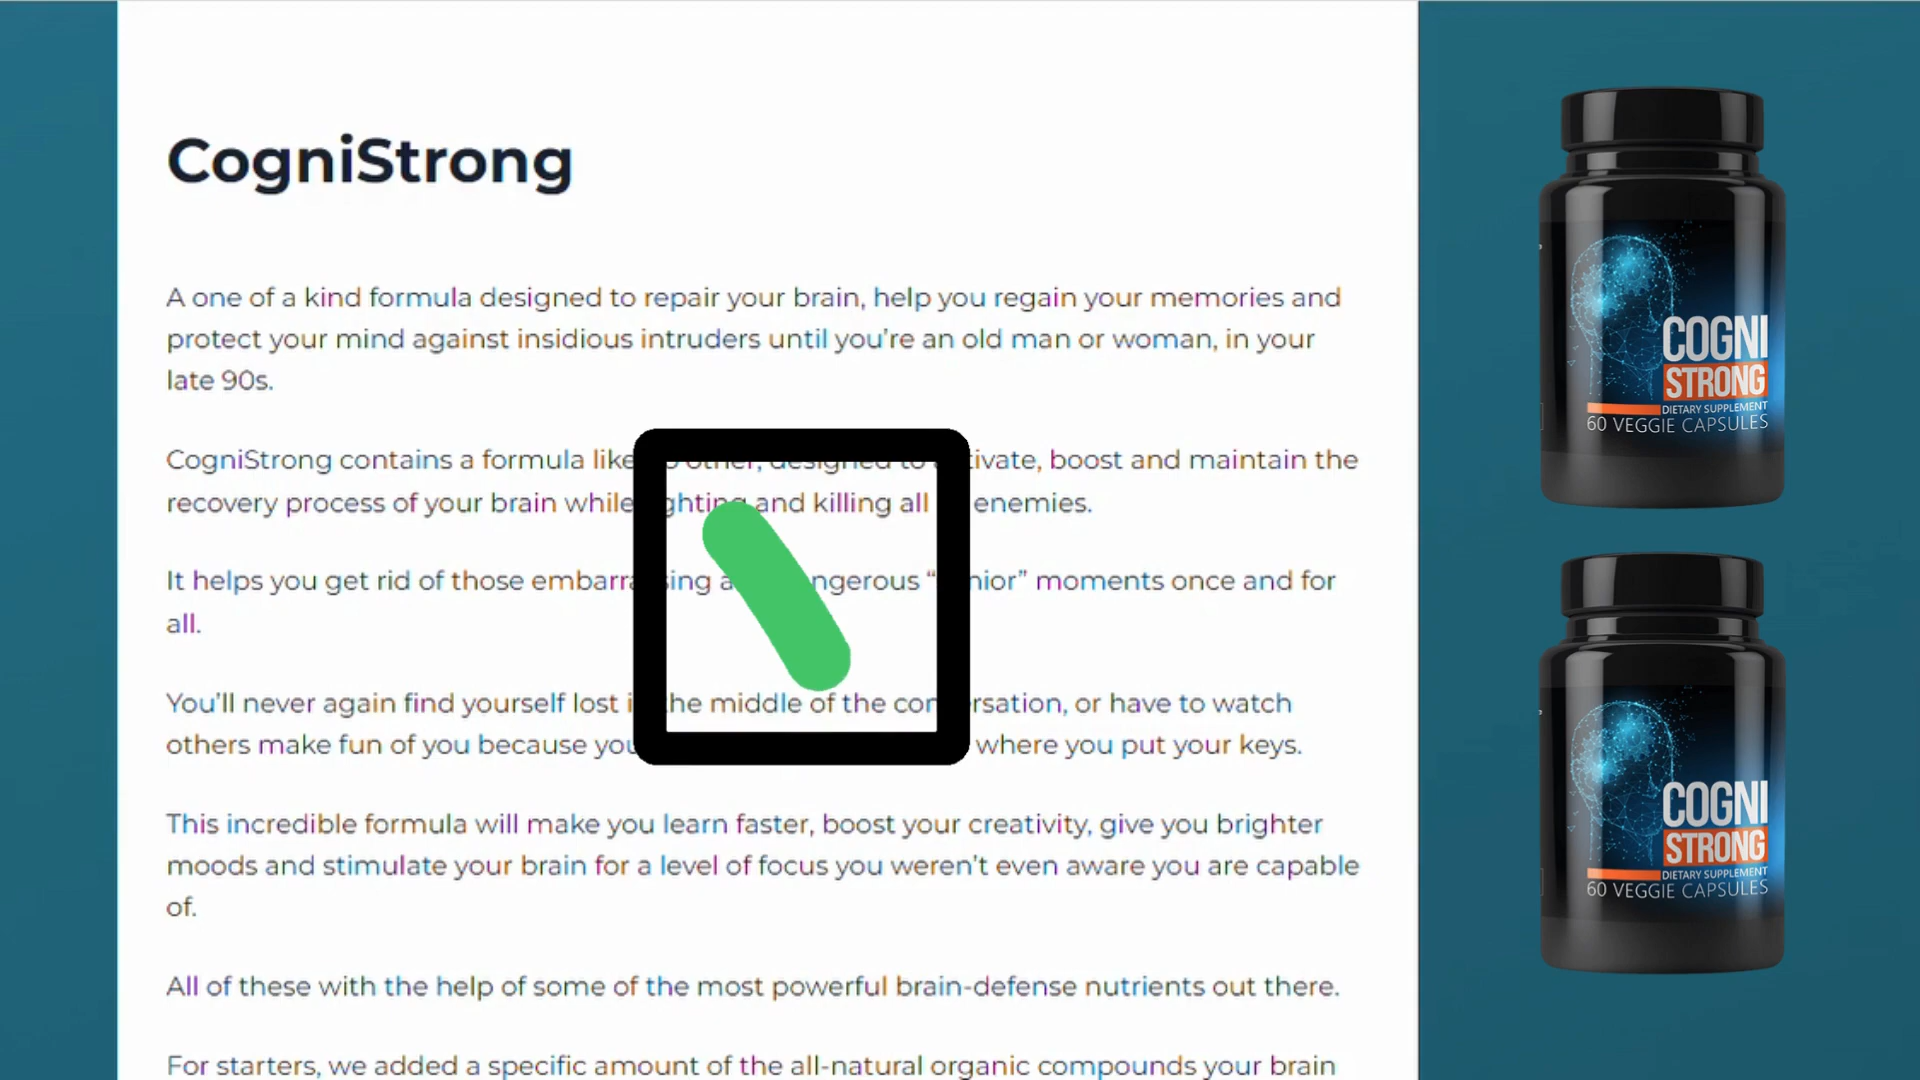 CogniStrong
A one of a kind formula designed to repair your brain, help you regain your memories and
protect your mind against insidious intruders until you're an old man or woman, in your
late 90s.
CogniStrong contains a formula like other, designed to boost and maintain the
recovery process of your brain while and killing all enemies.
It helps you get rid of those moments once and for
all.
You'll never again find yourself lost the middle of the or have to watch
others make fun of you because where you put your keys.
This incredible formula will make you learn faster, boost your creativity, give you brighter
moods and stimulate your brain for a level of focus you weren't even aware you are capable
of.
All of these with the help of some of the most powerful brain-defense nutrients out there.
For starters, we added a specific amount of the all-natural organic compounds your brain
COGNI
STRONG
DIETARY SUPPLEMENT
60 VEGGIE CAPSULES
COGNI
STRONG
DIETARY SUPPLEMENT
60 VEGGIE CAPSULES